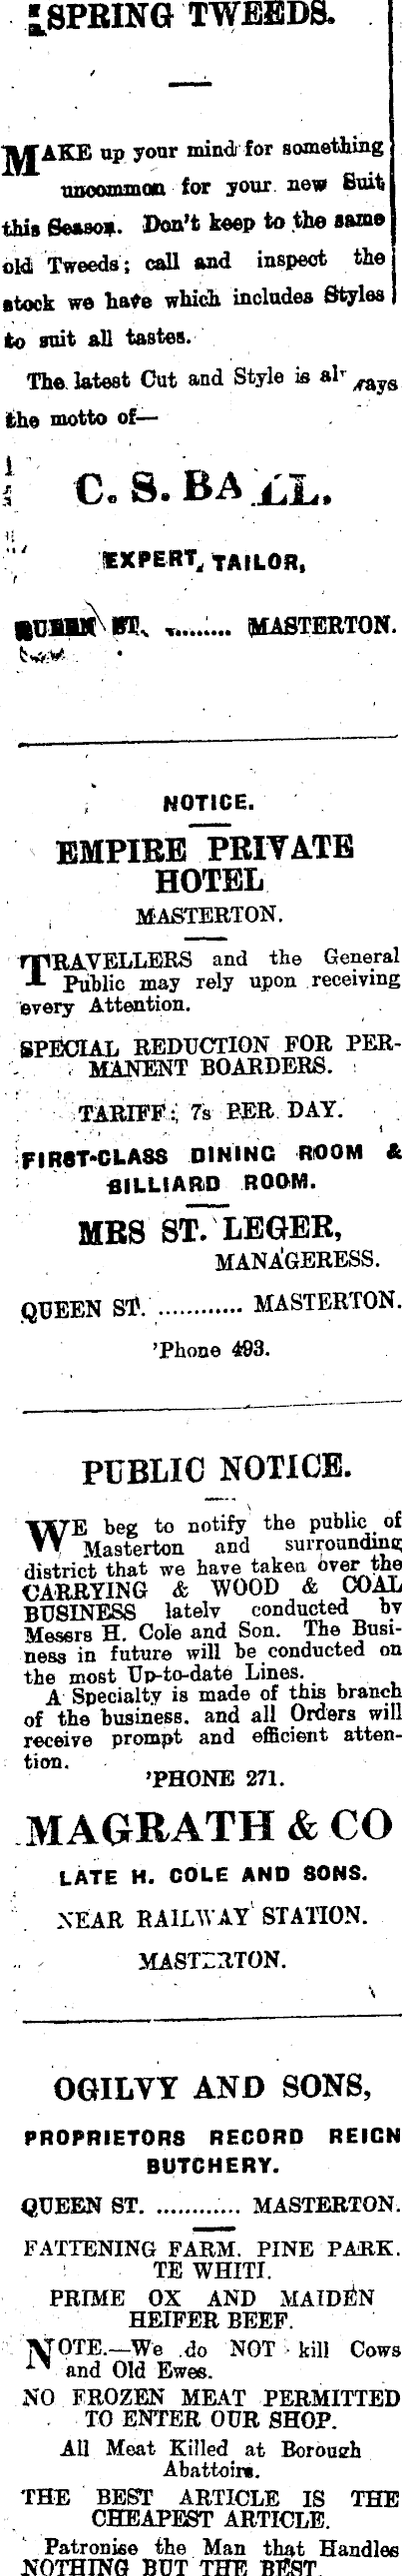 SPRING TWEEDS.
MAKE up your mind for something
uncommon for your new Suit
this Season. Don't keep to the same
old Tweeds; call and inspect the
stock we have which includes Styles
to suit all tastes.
The latest Cut and Style is always
the motto of—
C. S. BALL,
EXPERT, TAILOR,
QUEEN ST. ......... MASTERTON.
NOTICE.
EMPIRE PRIVATE
HOTEL
MASTERTON.
TRAVELLERS and the General
Public may rely upon receiving
every Attention.
SPECIAL REDUCTION FOR PER-
MANENT BOARDERS.
TARIFF: 7s PER DAY.
FIRST-CLASS DINING ROOM &
BILLIARD ROOM.
MRS ST. LEGER,
MANAGERESS.
QUEEN ST. ............ MASTERTON.
'Phone 493.
PUBLIC NOTICE.
WE beg to notify the public of
Masterton and surrounding
district that we have taken over the
CARRYING & WOOD & COAL
BUSINESS lately conducted by
Messrs H. Cole and Son. The Busi-
ness in future will be conducted on
the most Up-to-date Lines.
A Specialty is made of this branch
of the business. and all Orders will
receive prompt and efficient atten-
tion.
'PHONE 271.
MAGRATH & CO
LATE H. COLE AND SONS.
NEAR RAILWAY STATION.
MASTERTON.
OGILVY AND SONS,
PROPRIETORS RECORD REIGN
BUTCHERY.
QUEEN ST. ............ MASTERTON.
FATTENING FARM. PINE PARK.
TE WHITI.
PRIME OX AND MAIDEN
HEIFER BEEF.
NOTE.—We do NOT kill Cows
and Old Ewes.
NO FROZEN MEAT PERMITTED
TO ENTER OUR SHOP.
All Meat Killed at Borough
Abattoirs.
THE BEST ARTICLE IS THE
CHEAPEST ARTICLE.
Patronise the Man that Handles
NOTHING BUT THE BEST.